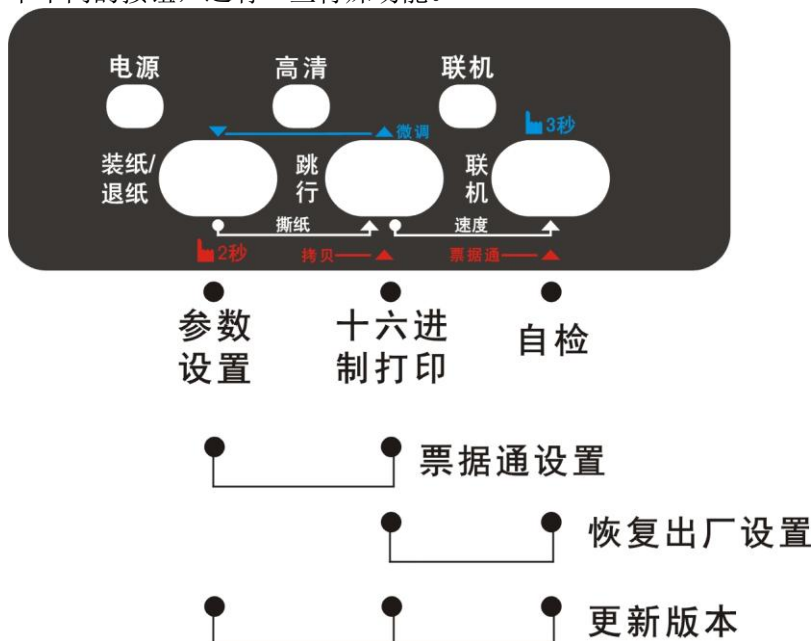 电源 高清 联机
微调 3秒
装纸/ 跳 联
退纸 行 机
撕纸 速度
2秒 拷贝 票据通
参数 十六进 自检
设置 制打印
票据通设置
恢复出厂设置
更新版本